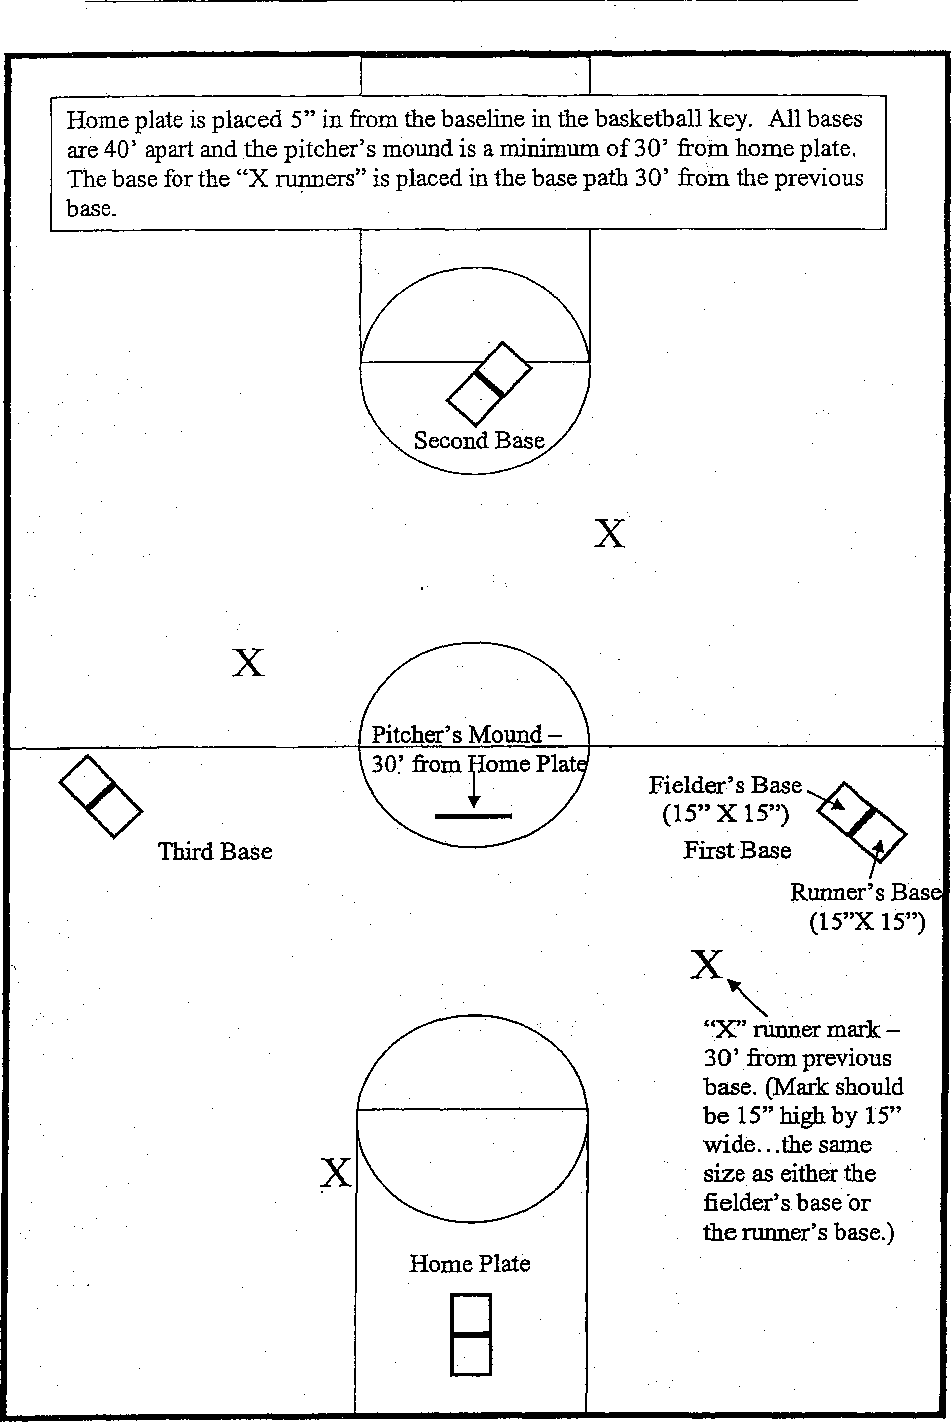 Home plate is placed 5” in from the baseline in the basketball key. All bases
are 40’ apart and the pitcher’s mound is a minimum of 30’ from home plate.
The base for the “X runners” is placed in the base path 30’ from the previous
base.
Second Base
X
X
Pitcher’s Mound –
30’ from Home Plate
Fielder’s Base
(15” X 15”)
First Base
Third Base
Runner’s Base
(15”X 15”)
X
“X” runner mark –
30’ from previous
base. (Mark should
be 15” high by 15”
wide…the same
size as either the
fielder’s base or
the runner’s base.)
X
Home Plate